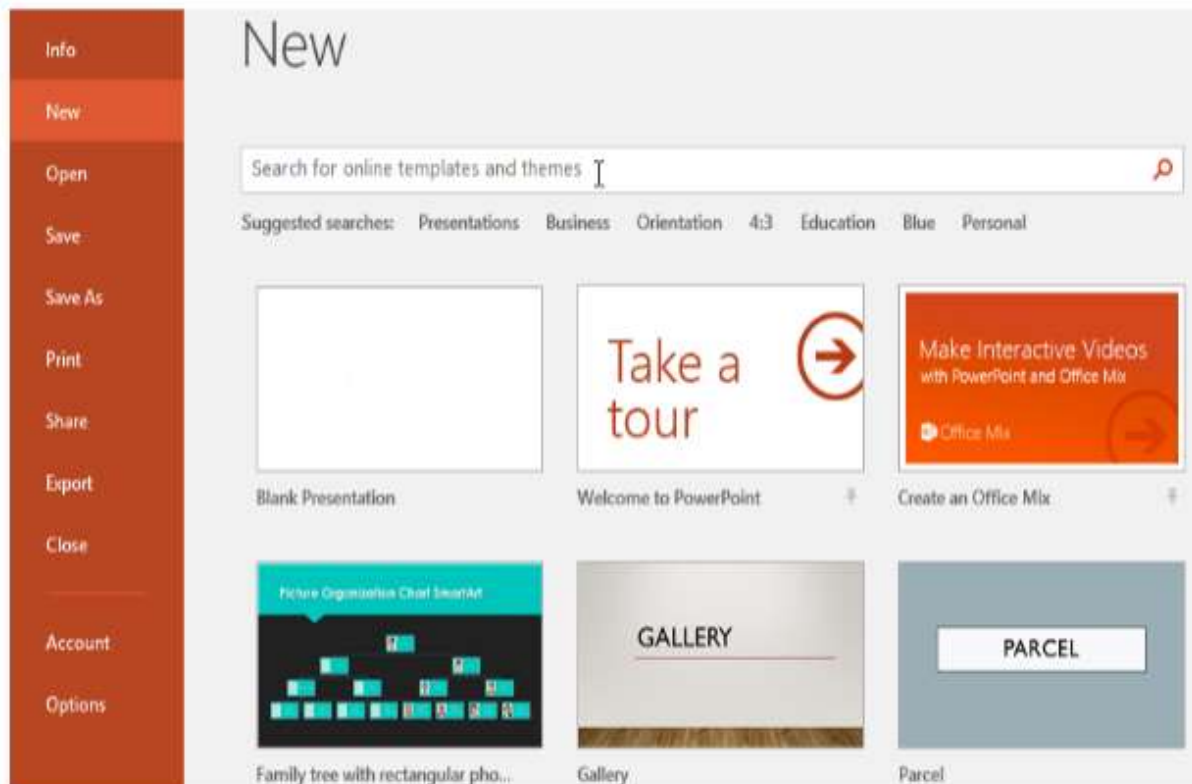 Info
New
Open
Save
Save As
Print
Share
Export
Close
Account
Options
New
Search for online templates and themes
Suggested searches: Presentations Business Orientation 4:3 Education Blue Personal
Take a
tour
Make Interactive Videos
with PowerPoint and Office Mix
Office Mix
Blank Presentation
Welcome to PowerPoint
Create an Office Mix
Picture Organization Chart SmartArt
GALLERY
PARCEL
Family tree with rectangular pho...
Gallery
Parcel